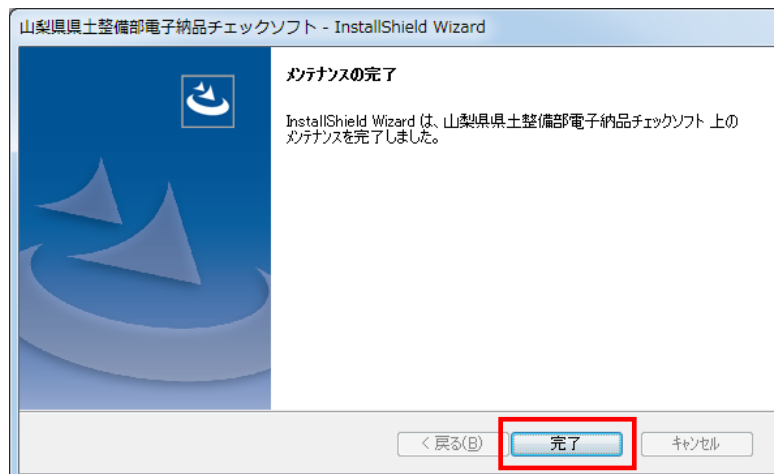 山梨県県土整備部電子納品チェックソフト - InstallShield Wizard
メンテナンスの完了
InstallShield Wizard は、山梨県県土整備部電子納品チェックソフト 上の
メンテナンスを完了しました。
< 戻る(B) 完了 キャンセル